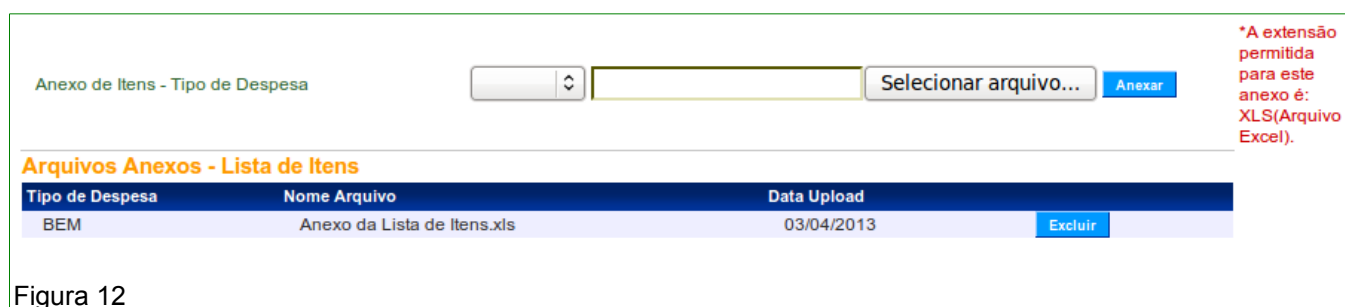 Anexo de Itens - Tipo de Despesa
Selecionar arquivo...
Anexar
*A extensão
permitida
para este
anexo é:
XLS(Arquivo
Excel).
Arquivos Anexos - Lista de Itens
Tipo de Despesa Nome Arquivo Data Upload
BEM Anexo da Lista de Itens.xls 03/04/2013 Excluir
Figura 12